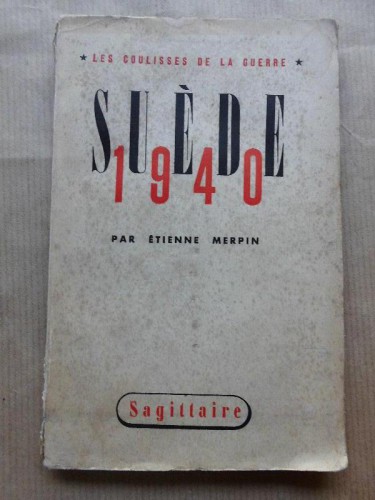 * LES COULISSES DE LA GUERRE *
SUÈDE
1940
PAR ÉTIENNE MERPIN
Sagittaire